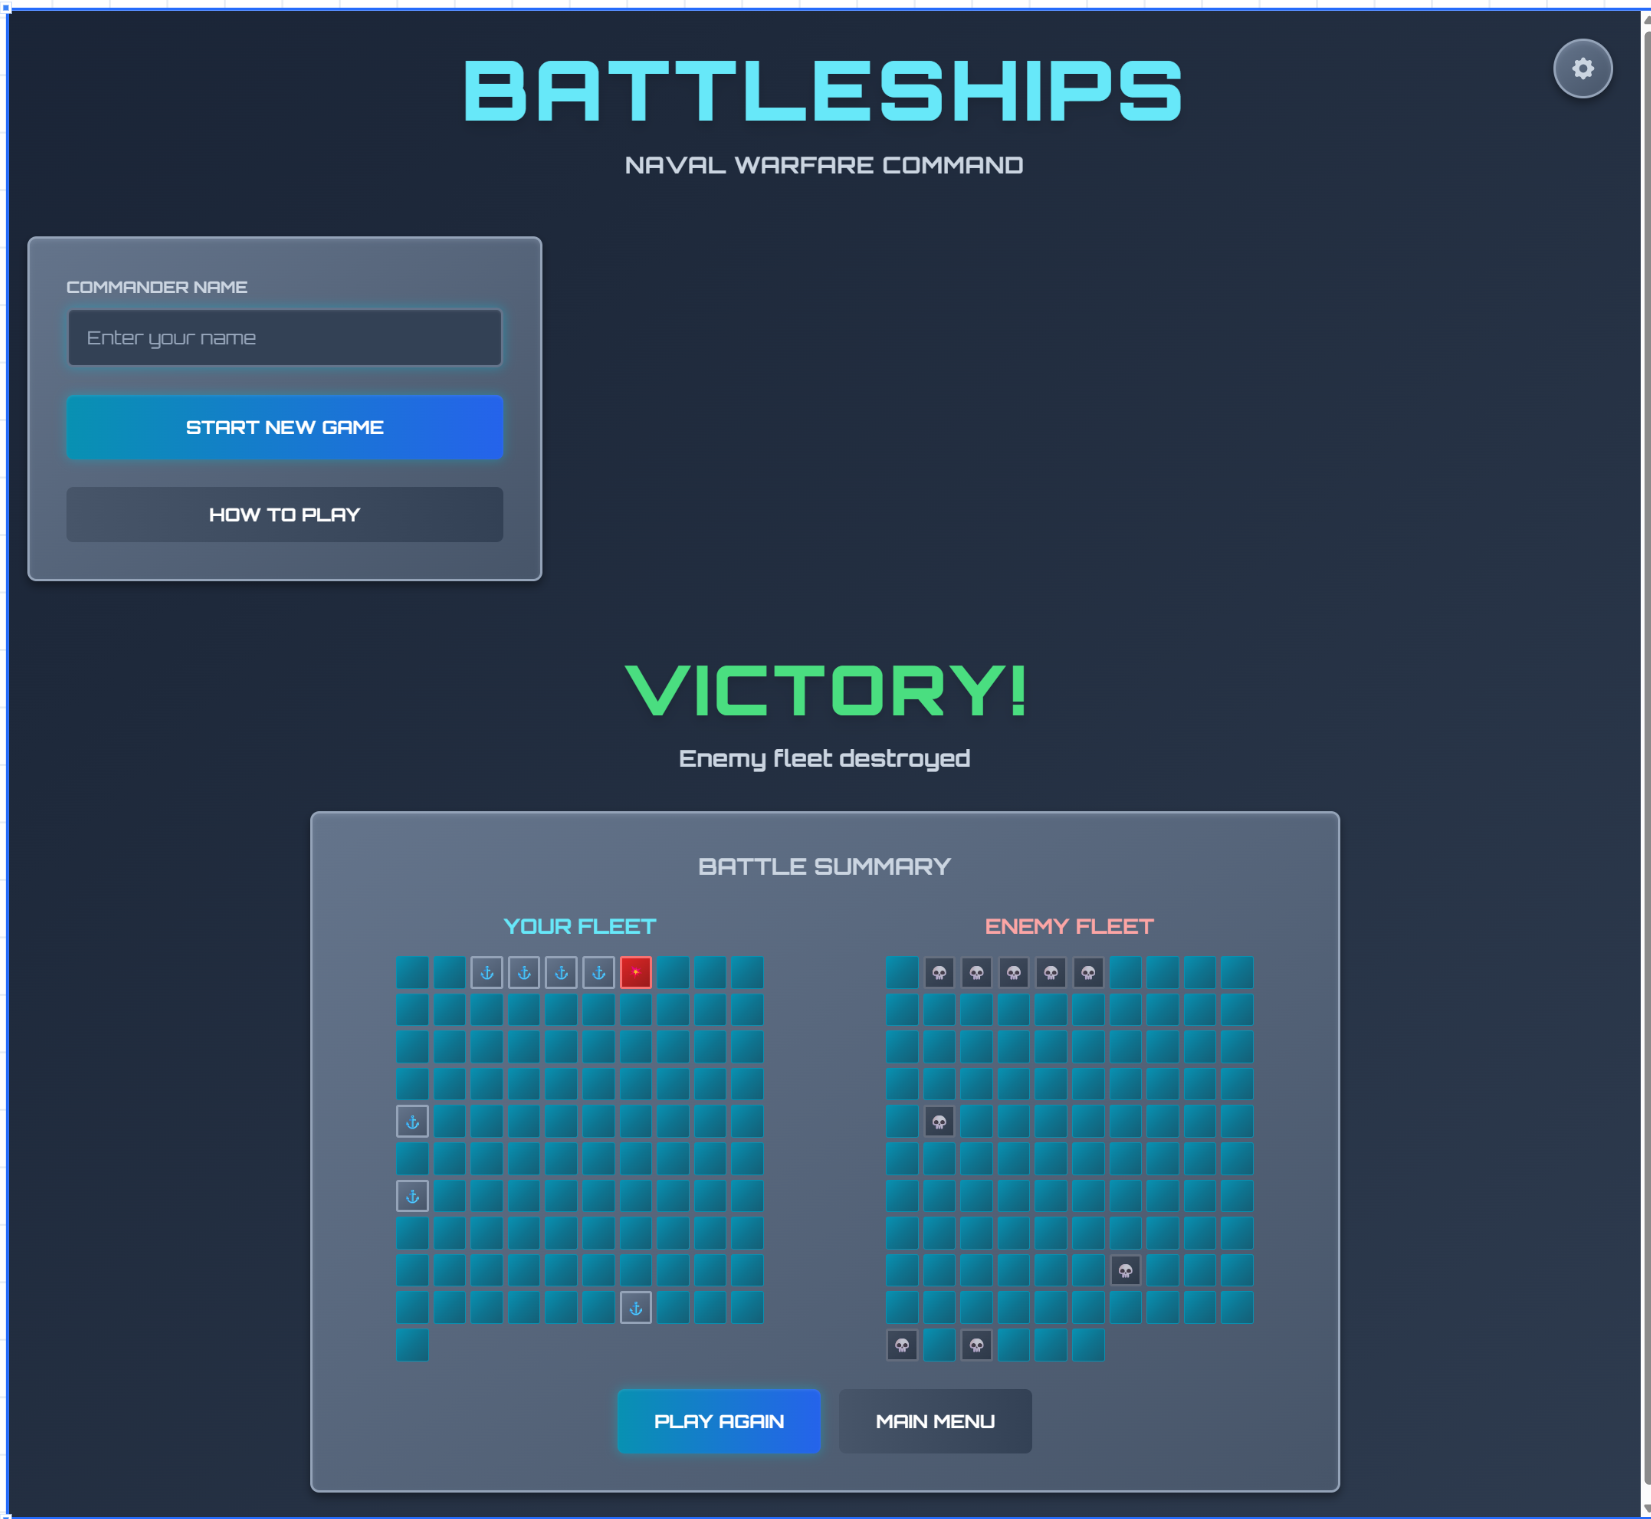 BATTLESHIPS
NAVAL WARFARE COMMAND
COMMANDER NAME
Enter your name
START NEW GAME
HOW TO PLAY
VICTORY!
Enemy fleet destroyed
BATTLE SUMMARY
YOUR FLEET
ENEMY FLEET
PLAY AGAIN
MAIN MENU